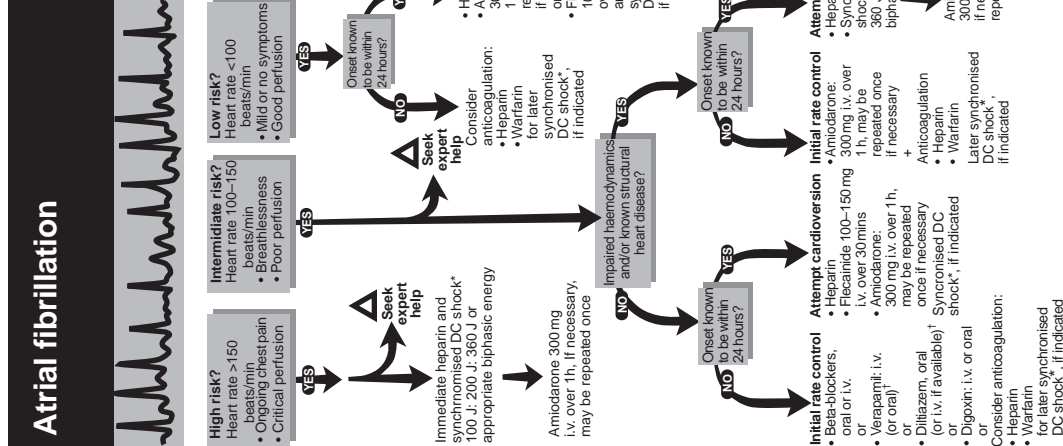 Atrial fibrillation
High risk?
Heart rate >150
beats/min
• Ongoing chest pain
• Critical perfusion
YES
Seek
expert
help
Immediate heparin and
synchrnomised DC shock*
100 J: 200 J: 360 J or
appropriate biphasic energy
Amiodarone 300 mg
i.v. over 1h, If necessary,
may be repeated once
Intermidiate risk?
Heart rate 100–150
beats/min
• Breathlessness
• Poor perfusion
YES
Seek
expert
help
Low risk?
Heart rate <100
beats/min
• Mild or no symptoms
• Good perfusion
YES
Onset known
to be within
24 hours?
NO
Consider
anticoagulation:
• Heparin
• Warfarin
for later
synchronised
DC shock*,
if indicated
Impaired haemodynamics
and/or known structural
heart disease?
NO
YES
Onset known
to be within
24 hours?
NO
YES
Initial rate control
• Beta-blockers,
oral or i.v.
or
• Verapamil: i.v.
(or oral)†
or
• Ditliazem, oral
(or i.v. if available)†
or
• Digoxin: i.v. or oral
or
Consider anticoagulation:
• Heparin
• Warfarin
for later synchronised
DC shock*, if indicated
Attempt cardioversion
• Heparin
• Flecainide 100–150 mg
i.v. over 30mins
• Amiodarone:
300 mg i.v. over 1h,
may be repeated
once if necessary
Syncronised DC
shock*, if indicated
Onset known
to be within
24 hours?
NO
YES
Initial rate control
• Amiodarone:
300 mg i.v. over
1 h, may be
repeated once
if necessary
+
Anticoagulation
• Heparin
• Warfarin
Later synchronised
DC shock*,
if indicated